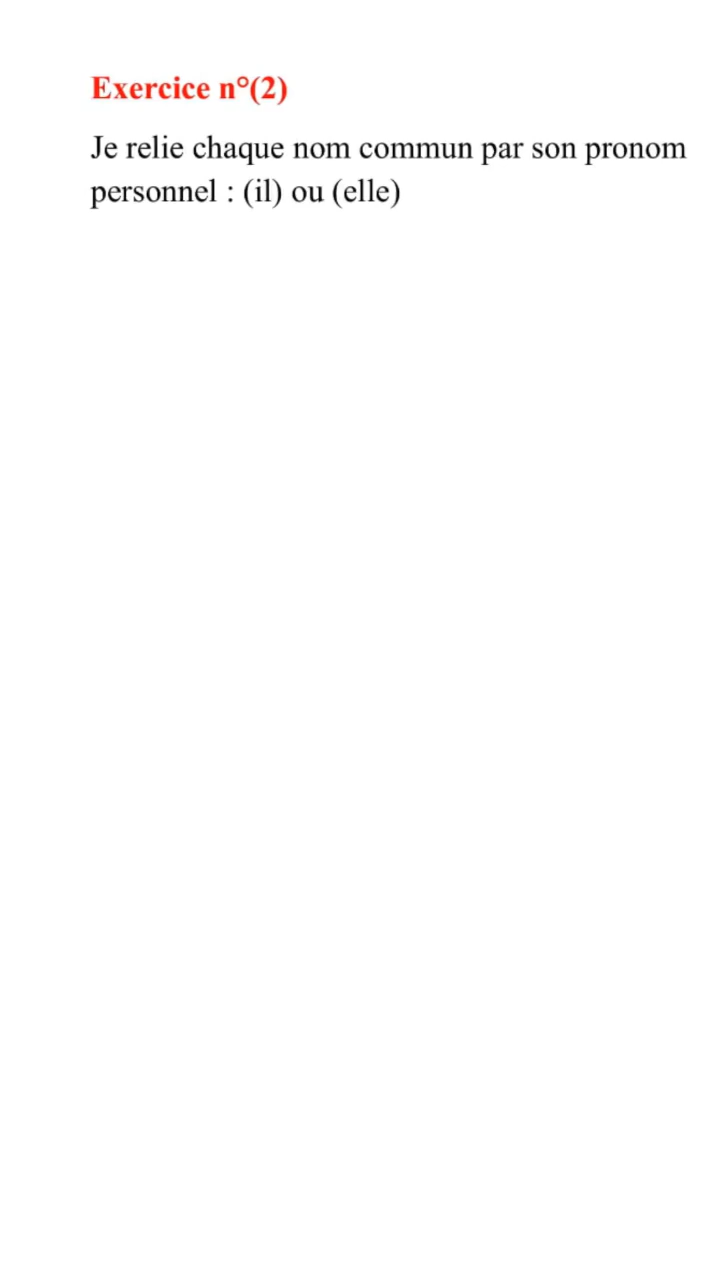 Exercice n°(2)
Je relie chaque nom commun par son pronom
personnel : (il) ou (elle)